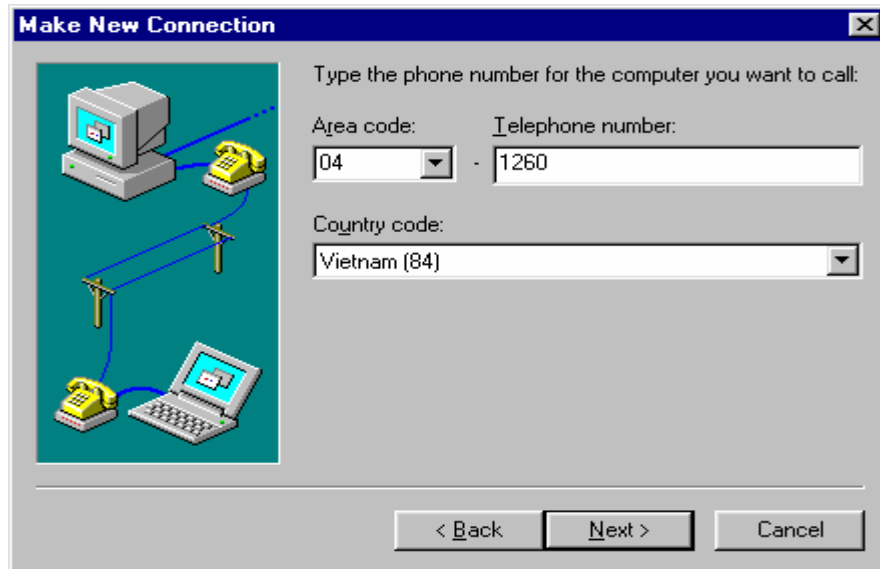 Make New Connection
Type the phone number for the computer you want to call:
Area code: Telephone number:
04 - 1260
Country code:
Vietnam (84)
< Back Next > Cancel